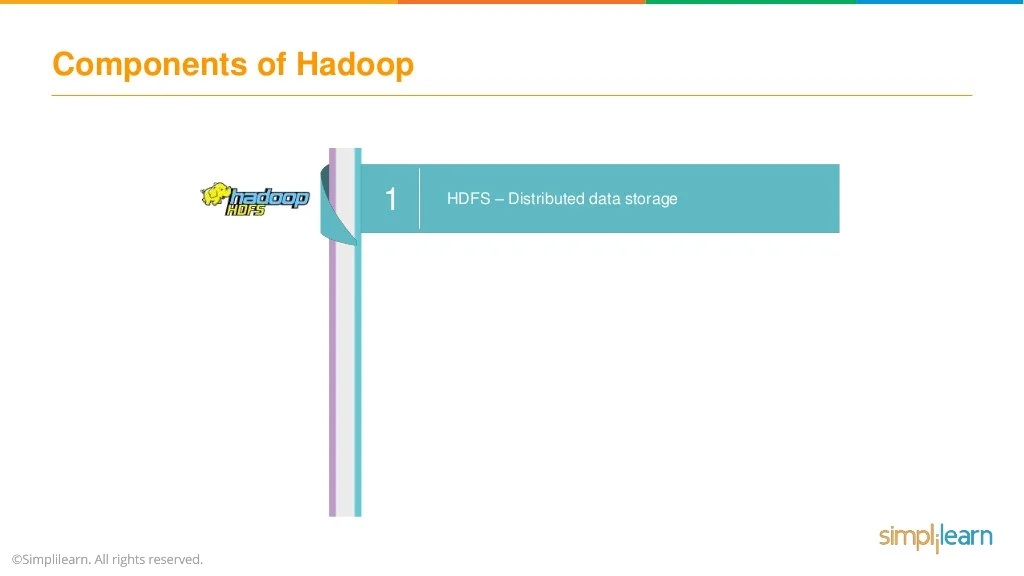 Components of Hadoop
hadoop
HDFS
1
HDFS – Distributed data storage
simplilearn
©Simplilearn. All rights reserved.